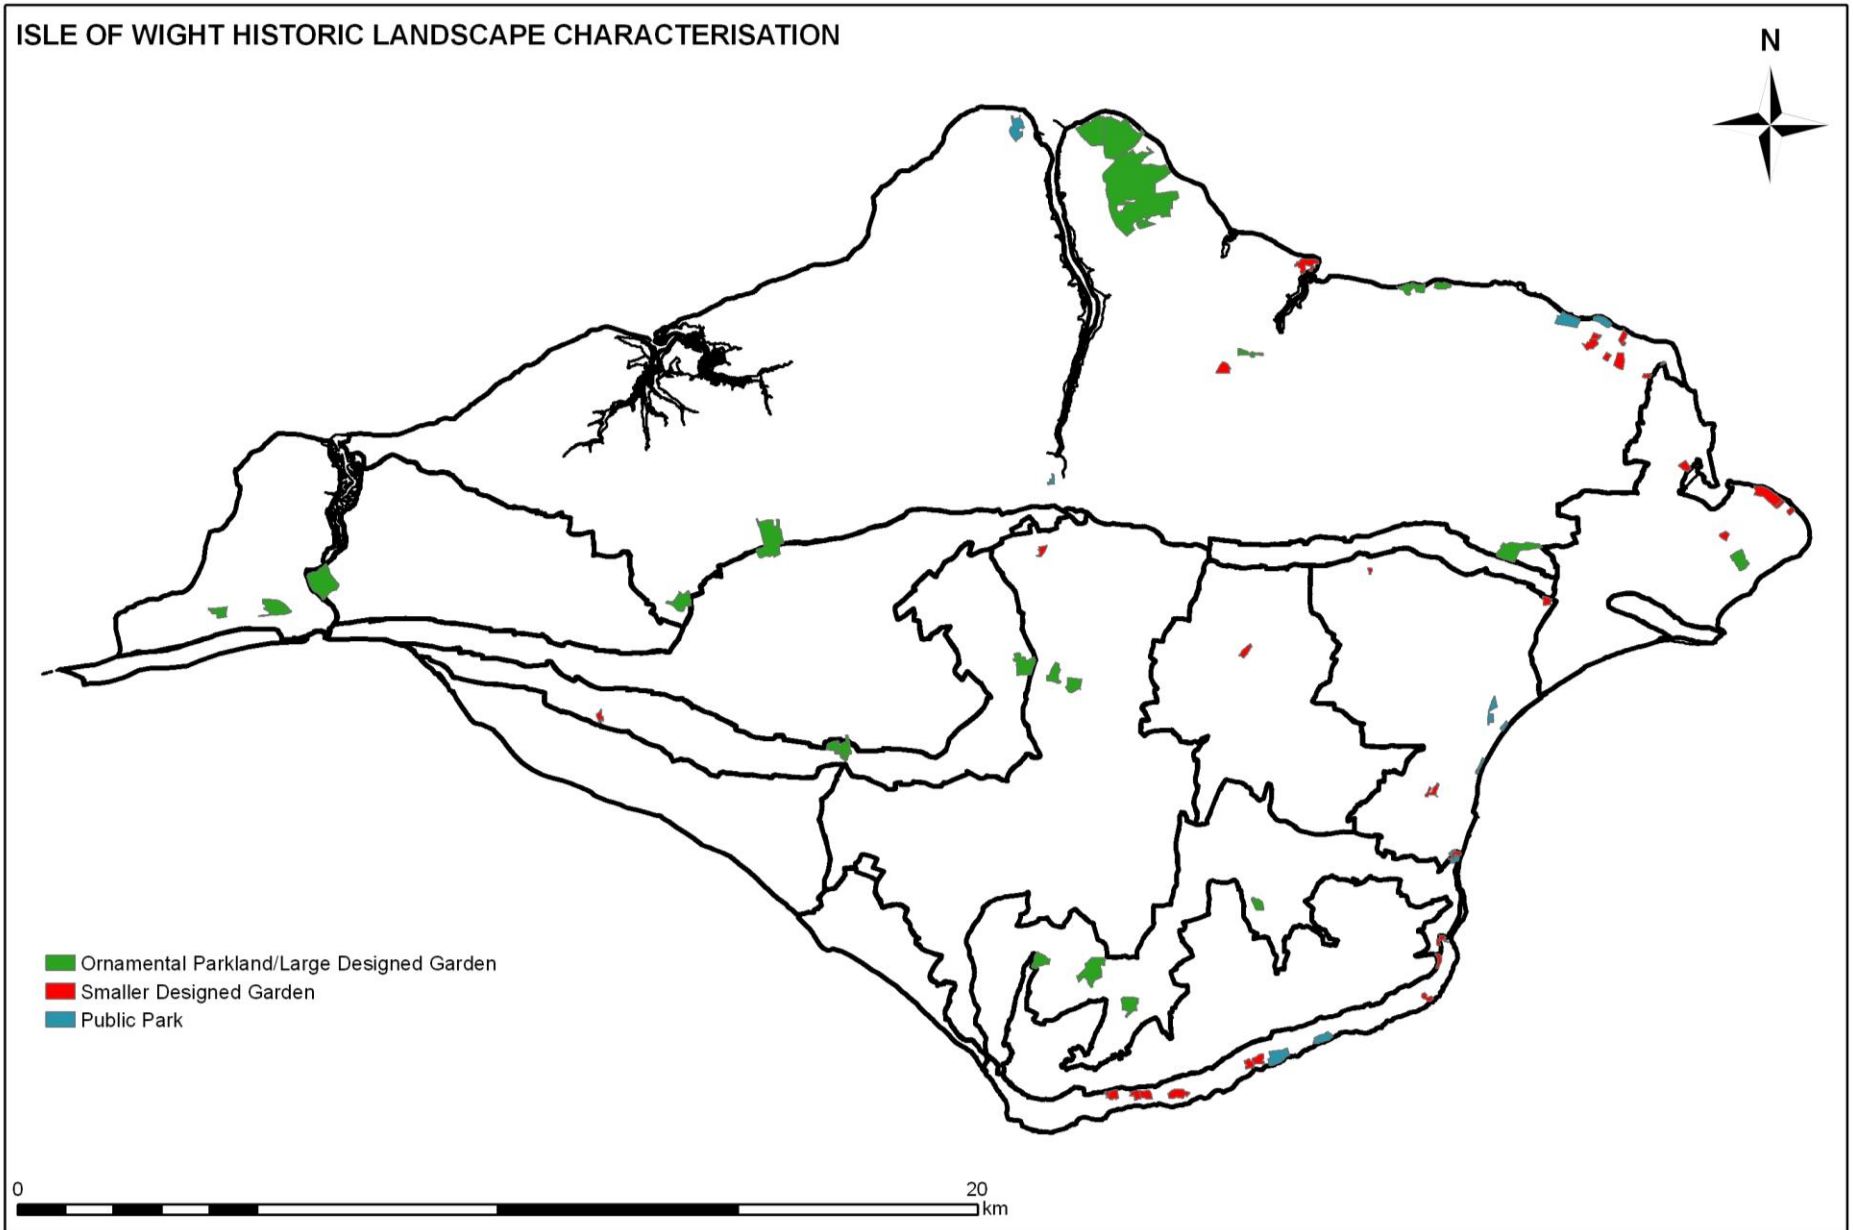 ISLE OF WIGHT HISTORIC LANDSCAPE CHARACTERISATION
N
Ornamental Parkland/Large Designed Garden
Smaller Designed Garden
Public Park
0 20
km